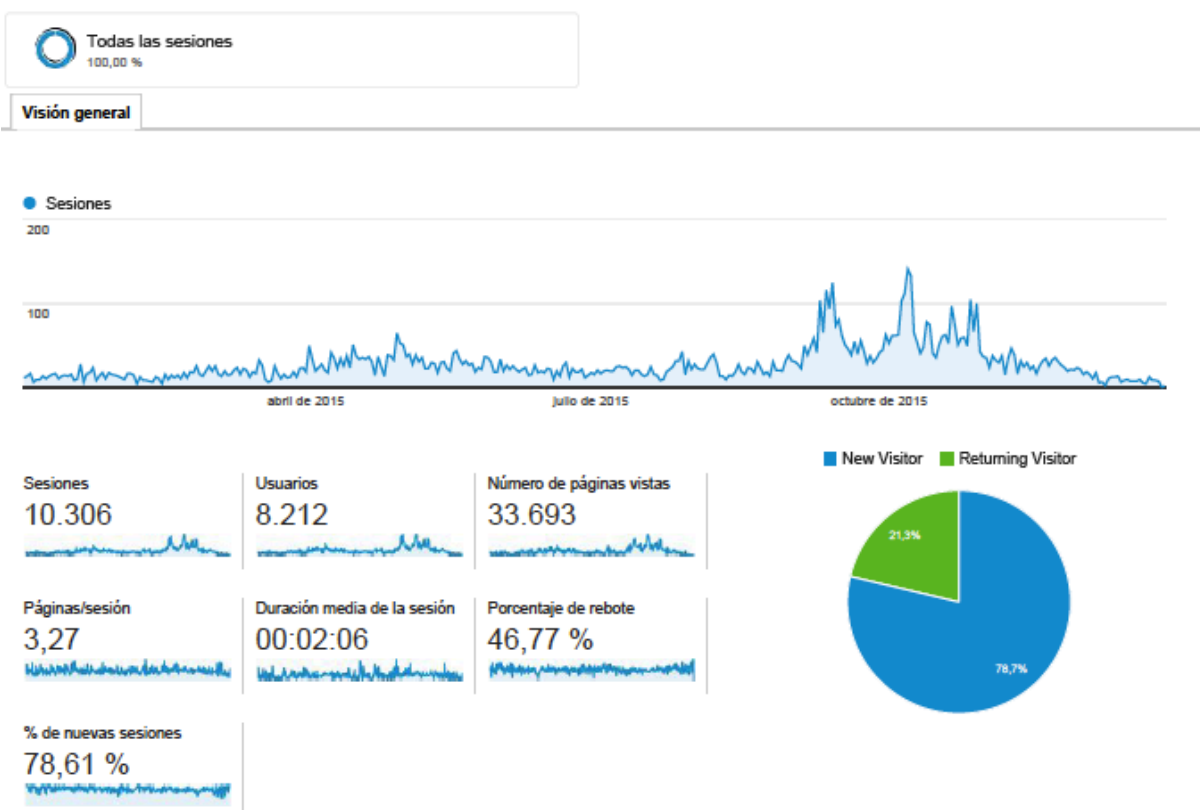 Todas las sesiones
100,00 %
Visión general
Sesiones
200
100
abril de 2015
julio de 2015
octubre de 2015
New Visitor
Returning Visitor
Sesiones
10.306
Usuarios
8.212
Número de páginas vistas
33.693
Páginas/sesión
3,27
Duración media de la sesión
00:02:06
Porcentaje de rebote
46,77 %
% de nuevas sesiones
78,61 %
21,3%
78,7%